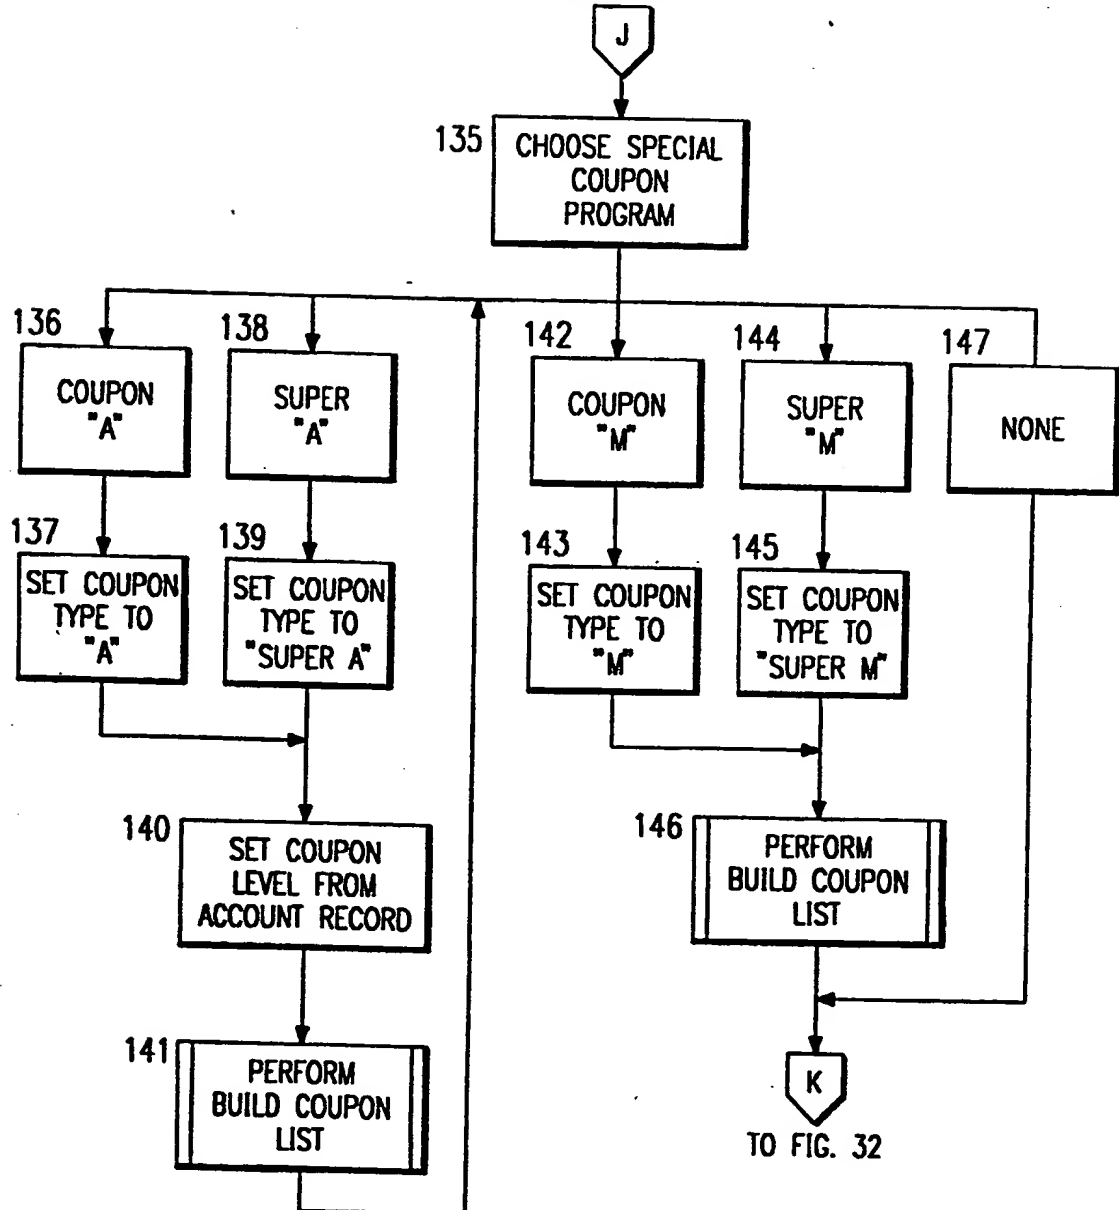 J
135
CHOOSE SPECIAL
COUPON
PROGRAM
136
COUPON
"A"
138
SUPER
"A"
142
COUPON
"M"
144
SUPER
"M"
147
NONE
137
SET COUPON
TYPE TO
"A"
139
SET COUPON
TYPE TO
"SUPER A"
143
SET COUPON
TYPE TO
"M"
145
SET COUPON
TYPE TO
"SUPER M"
140
SET COUPON
LEVEL FROM
ACCOUNT RECORD
146
PERFORM
BUILD COUPON
LIST
141
PERFORM
BUILD COUPON
LIST
K
TO FIG. 32